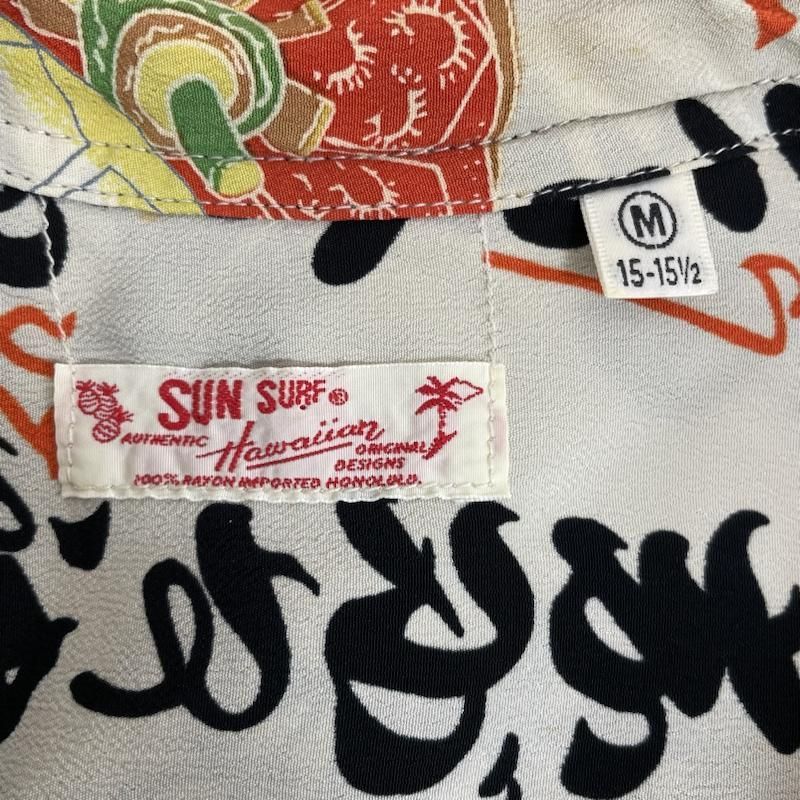 M
15-15½
SUN SURF®
AUTHENTIC Hawaiian ORIGINAL
DESIGNS
100% RAYON IMPORTED HONOLULU.